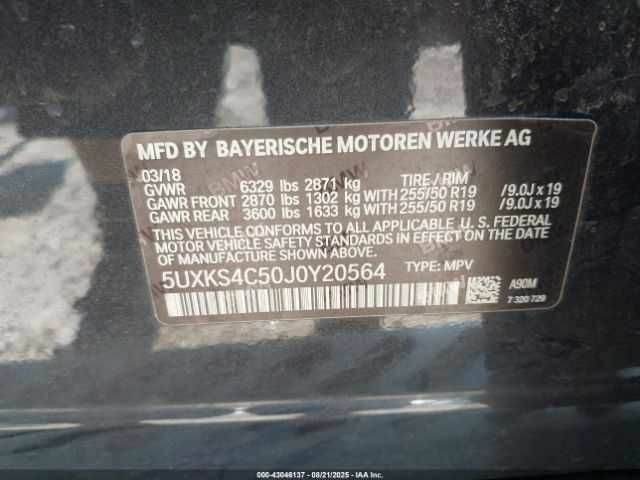 MFD BY BAYERISCHE MOTOREN WERKE AG
03/18 TIRE / RIM
GVWR 6329 lbs 2871 kg
GAWR FRONT 2870 lbs 1302 kg WITH 255/50 R19 /9.0J x 19
GAWR REAR 3600 lbs 1633 kg WITH 255/50 R19 /9.0J x 19
THIS VEHICLE CONFORMS TO ALL APPLICABLE U. S. FEDERAL
MOTOR VEHICLE SAFETY STANDARDS IN EFFECT ON THE DATE
OF MANUFACTURE SHOWN ABOVE.
5UXKS4C50J0Y20564 TYPE: MPV
A90M
7 320 729
000-43046137 - 08/21/2025 - IAAI.COM